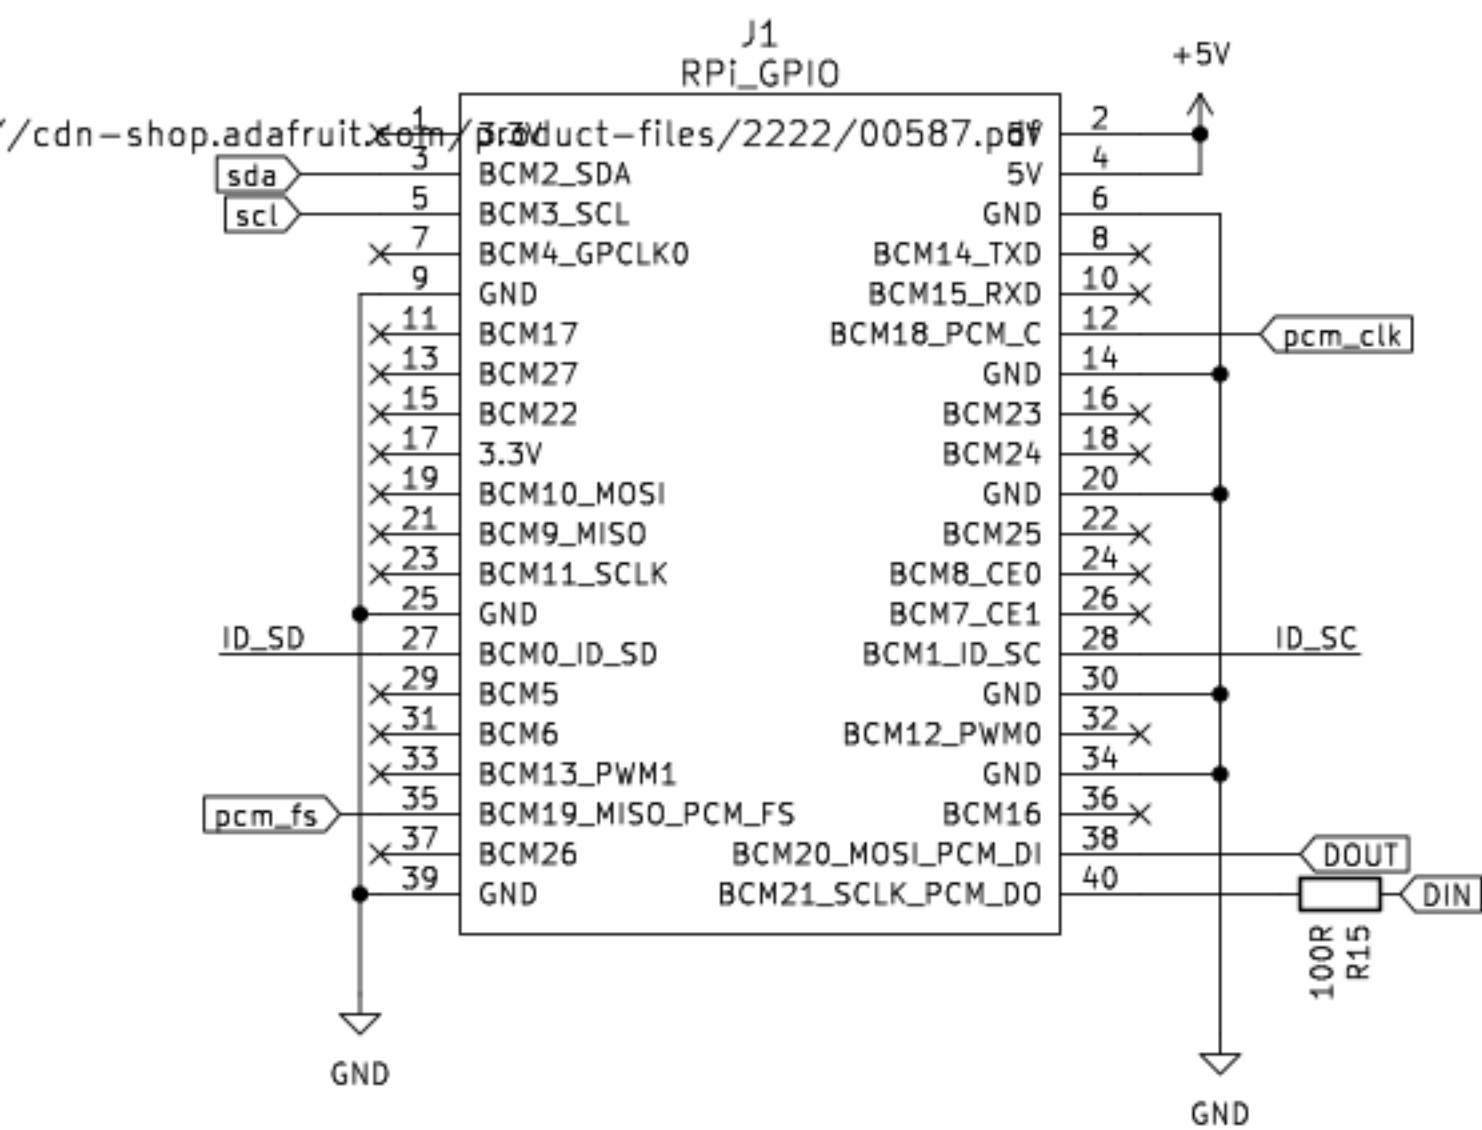 J1
RPi_GPIO
+5V
//cdn-shop.adafruit.com/product-files/2222/00587.pdf
1 3.3V 5V 2
sda 3 BCM2_SDA 5V 4
scl 5 BCM3_SCL GND 6
7 BCM4_GPCLK0 BCM14_TXD 8
9 GND BCM15_RXD 10
11 BCM17 BCM18_PCM_C 12 pcm_clk
13 BCM27 GND 14
15 BCM22 BCM23 16
17 3.3V BCM24 18
19 BCM10_MOSI GND 20
21 BCM9_MISO BCM25 22
23 BCM11_SCLK BCM8_CE0 24
25 GND BCM7_CE1 26
ID_SD 27 BCM0_ID_SD BCM1_ID_SC 28 ID_SC
29 BCM5 GND 30
31 BCM6 BCM12_PWM0 32
33 BCM13_PWM1 GND 34
pcm_fs 35 BCM19_MISO_PCM_FS BCM16 36
37 BCM26 BCM20_MOSI_PCM_DI 38 DOUT
39 GND BCM21_SCLK_PCM_DO 40 DIN
100R
R15
GND
GND